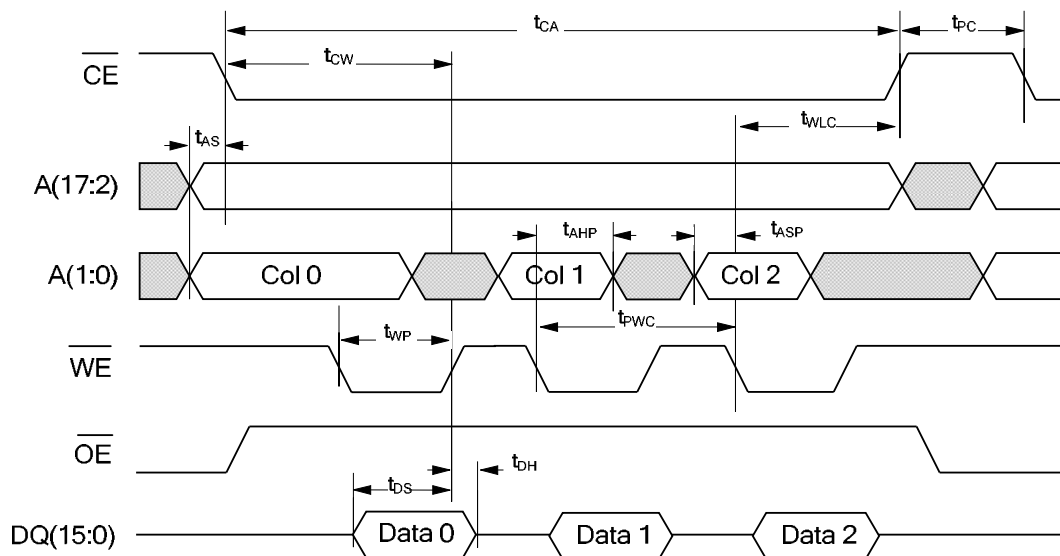 tCA
tPC
tCW
CE
tWLC
tAS
A(17:2)
tAHP
tASP
A(1:0)
Col 0
Col 1
Col 2
tPWC
tWP
WE
OE
tDH
tDS
DQ(15:0)
Data 0
Data 1
Data 2